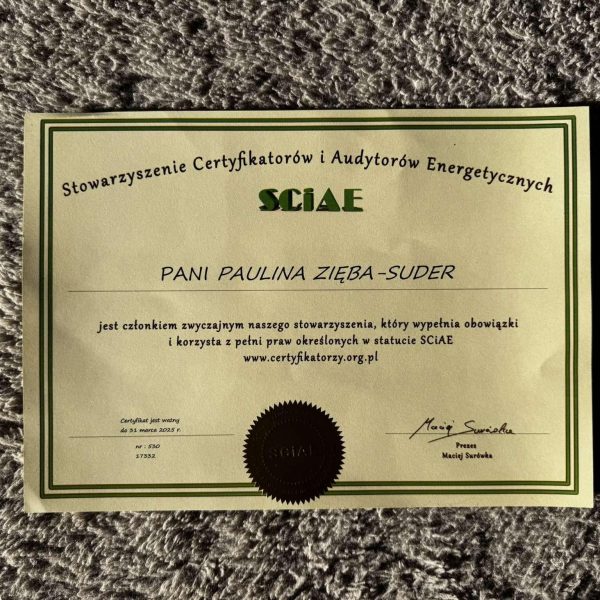 Stowarzyszenie Certyfikatorów i Audytorów Energetycznych
SCiAE
PANI PAULINA ZIĘBA-SUDER
jest członkiem zwyczajnym naszego stowarzyszenia, który wypełnia obowiązki
i korzysta z pełni praw określonych w statucie SCiAE
www.certyfikatorzy.org.pl
Certyfikat jest ważny
do 31 marca 2025 r.
nr : 530
17332
SCiAE
Maciej Surówka
Prezes
Maciej Surówka